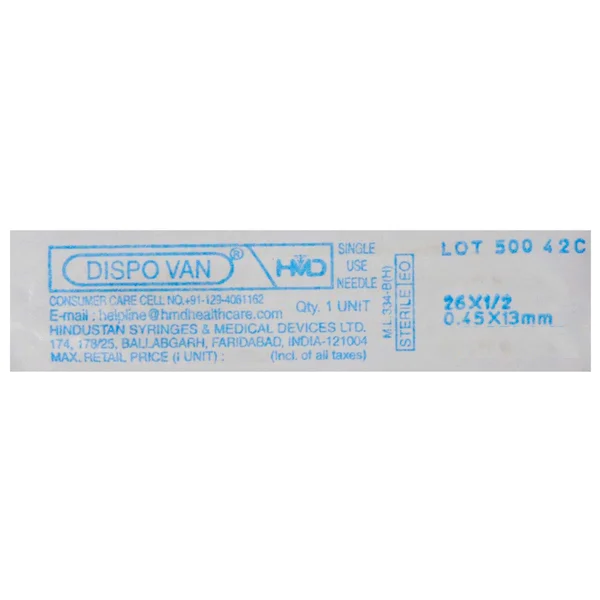 DISPO VAN®
HMD
SINGLE
USE
NEEDLE
CONSUMER CARE CELL NO.+91-129-4061162
E-mail : helpline@hmdhealthcare.com
Qty. 1 UNIT
HINDUSTAN SYRINGES & MEDICAL DEVICES LTD.
174, 178/25, BALLABGARH, FARIDABAD, INDIA-121004
MAX. RETAIL PRICE (1 UNIT) : (Incl. of all taxes)
M.L.334-B(H)
STERILE EO
LOT 500 42C
26X1/2
0.45X13mm